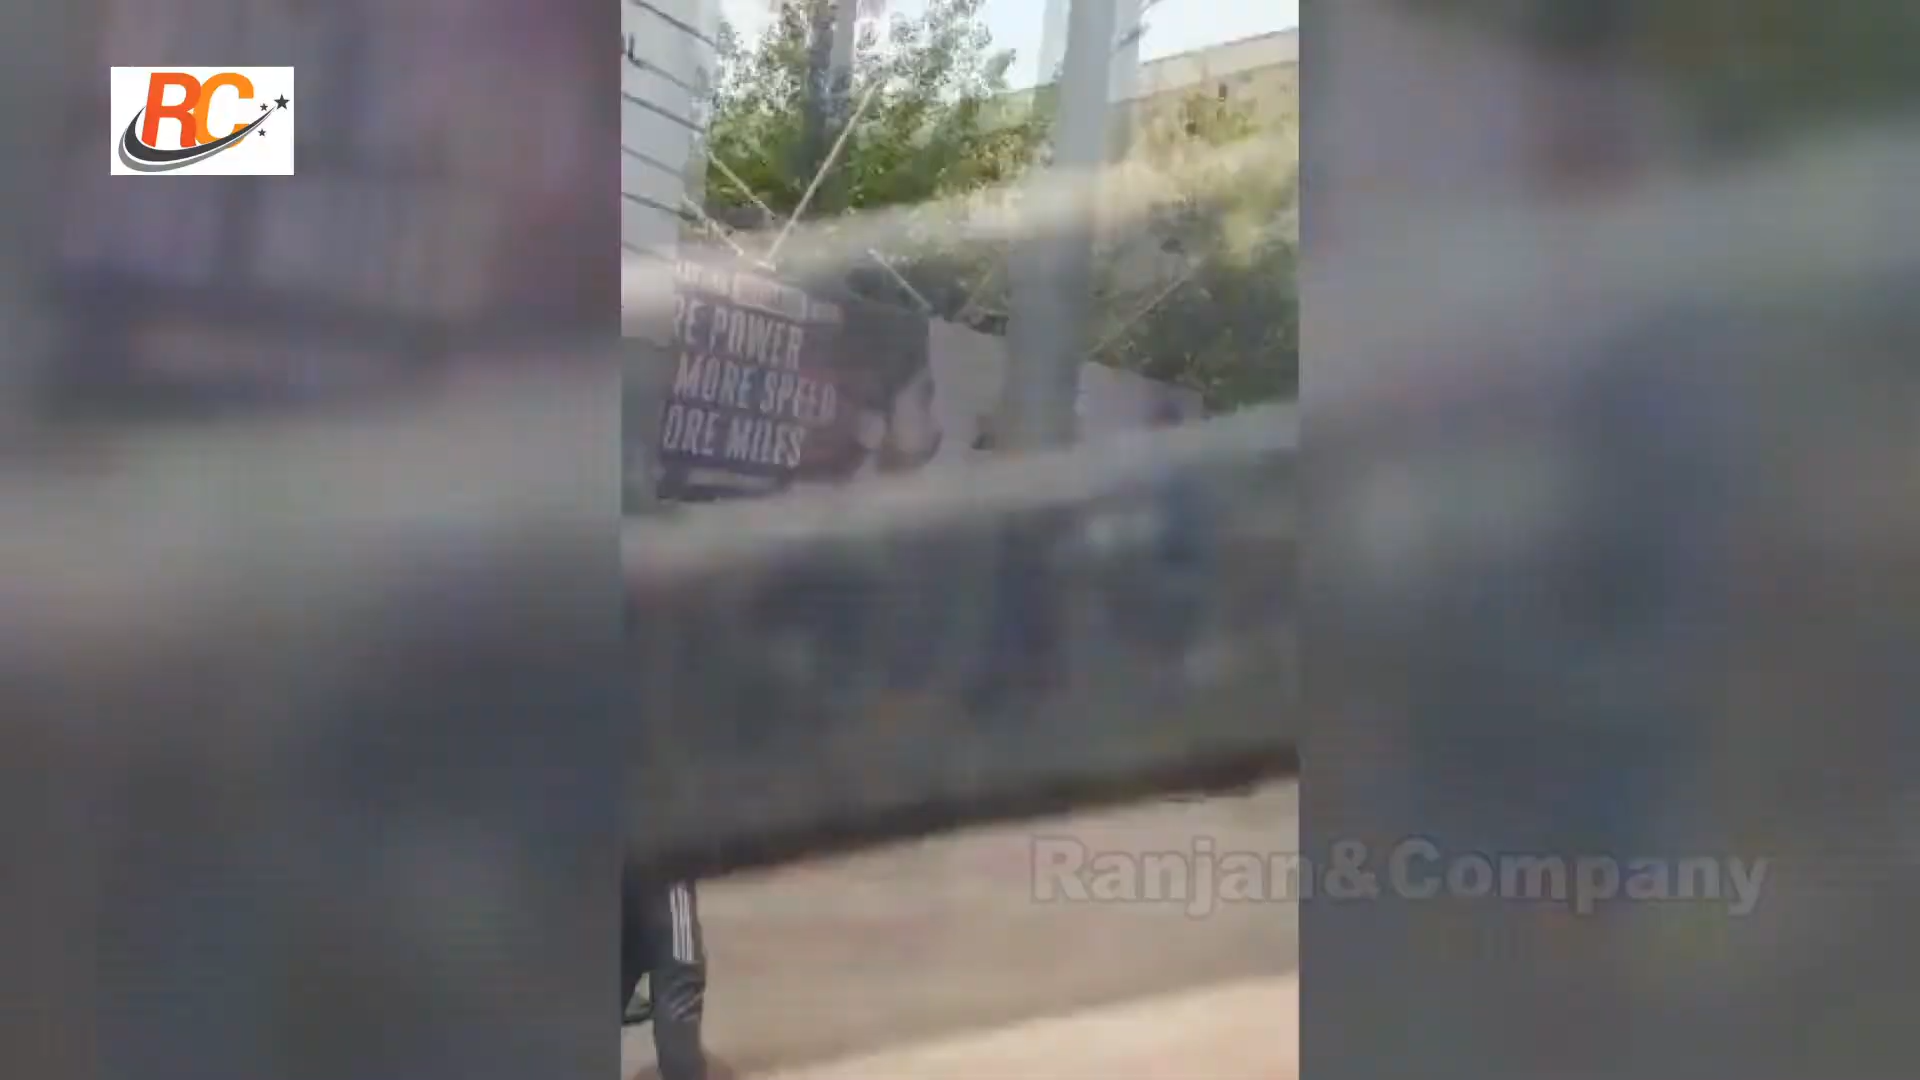 RC
RE POWER
MORE SPEED
ORE MILES
Ranjan&Company